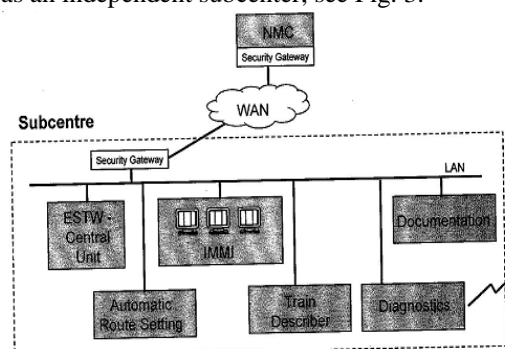 as an independent subcenter, see Fig. 3.
NMC
Security Gateway
WAN
Subcentre
Security Gateway
LAN
ESTW -
Central
Unit
IMMI
Documentation
Automatic
Route Setting
Train
Describer
Diagnostics